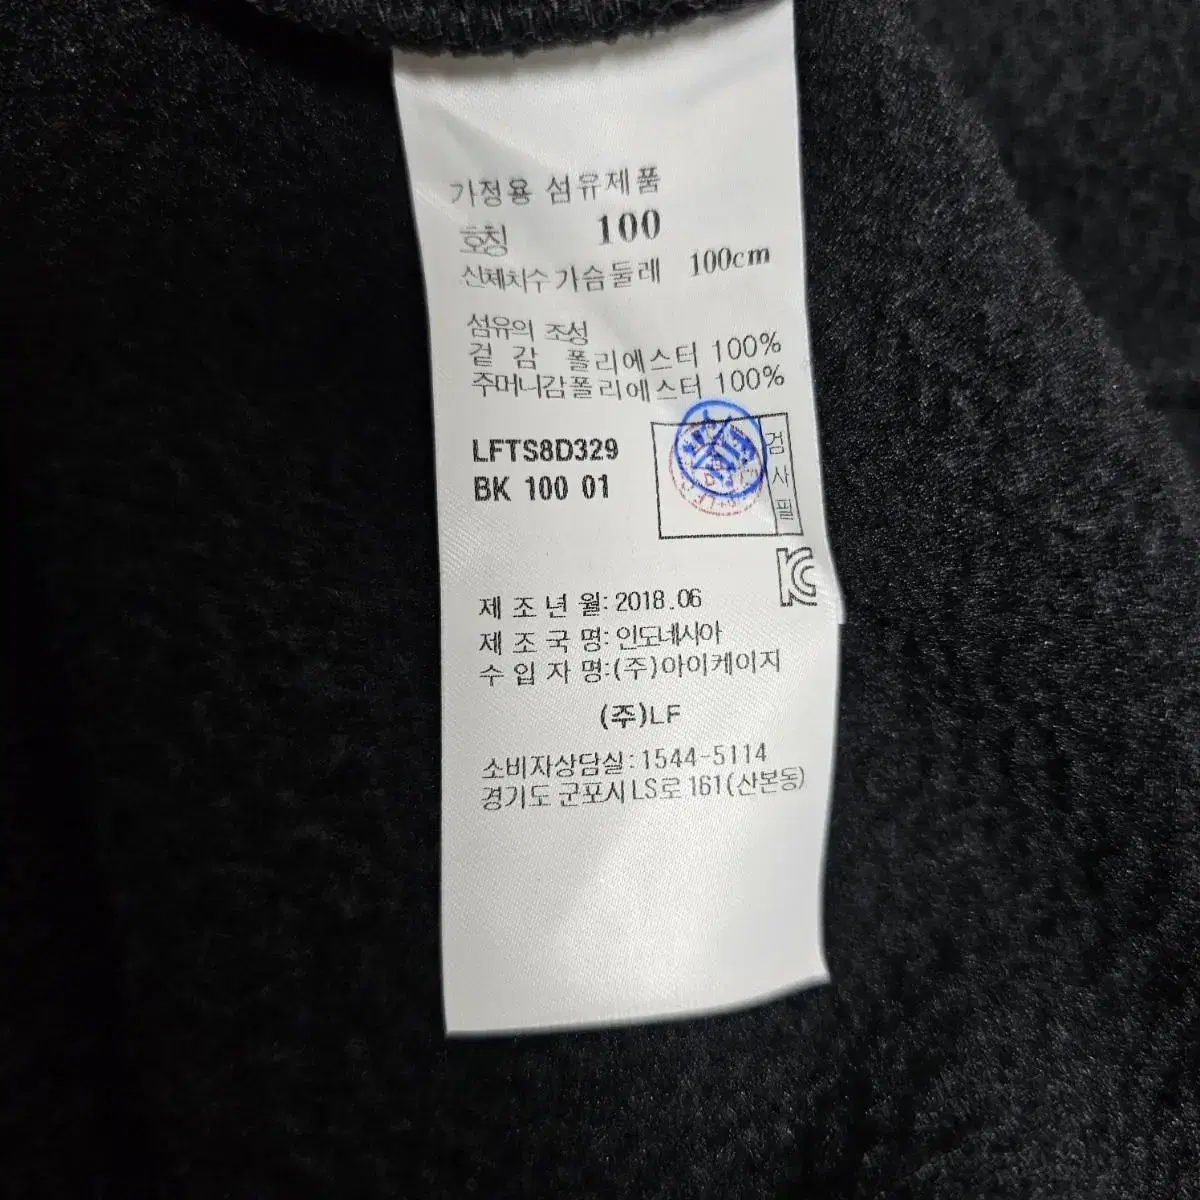 가정용 섬유제품
호칭 100
신체치수 가슴둘레 100cm
섬유의 조성
겉 감 폴리에스터 100%
주머니감폴리에스터 100%
LFTS8D329
BK 100 01
검사필
KC
제 조 년 월: 2018.06
제 조 국 명: 인도네시아
수 입 자 명:(주)아이케이지
(주)LF
소비자상담실:1544-5114
경기도 군포시 LS로 161(산본동)